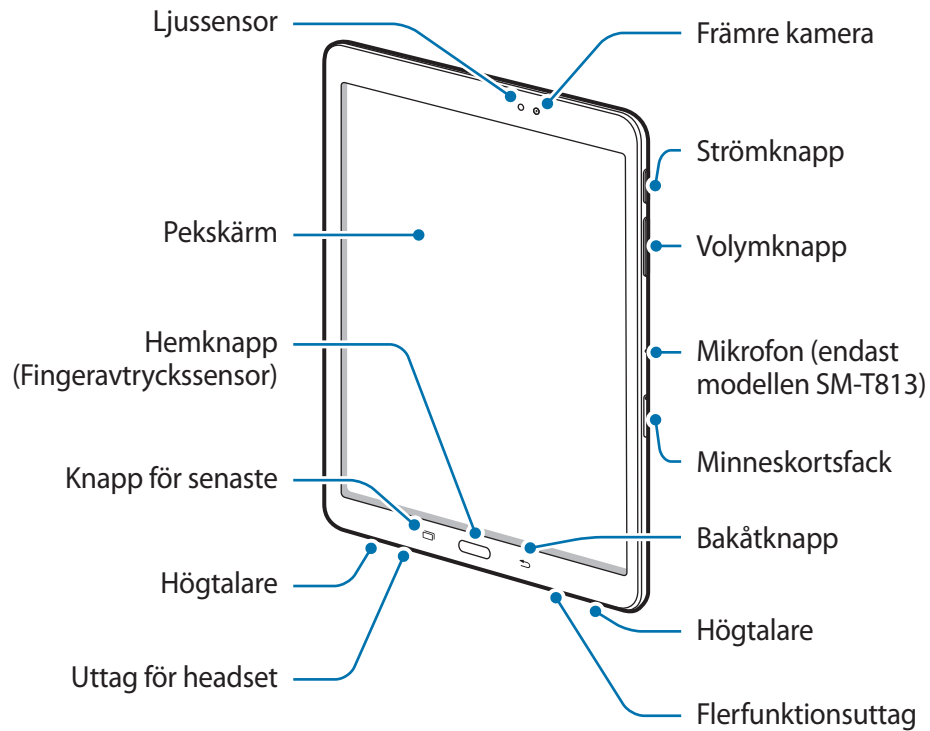 Ljussensor
Främre kamera
Strömknapp
Pekskärm
Volymknapp
Hemknapp
(Fingeravtryckssensor)
Mikrofon (endast
modellen SM-T813)
Knapp för senaste
Minneskortsfack
Bakåtknapp
Högtalare
Högtalare
Uttag för headset
Flerfunktionsuttag